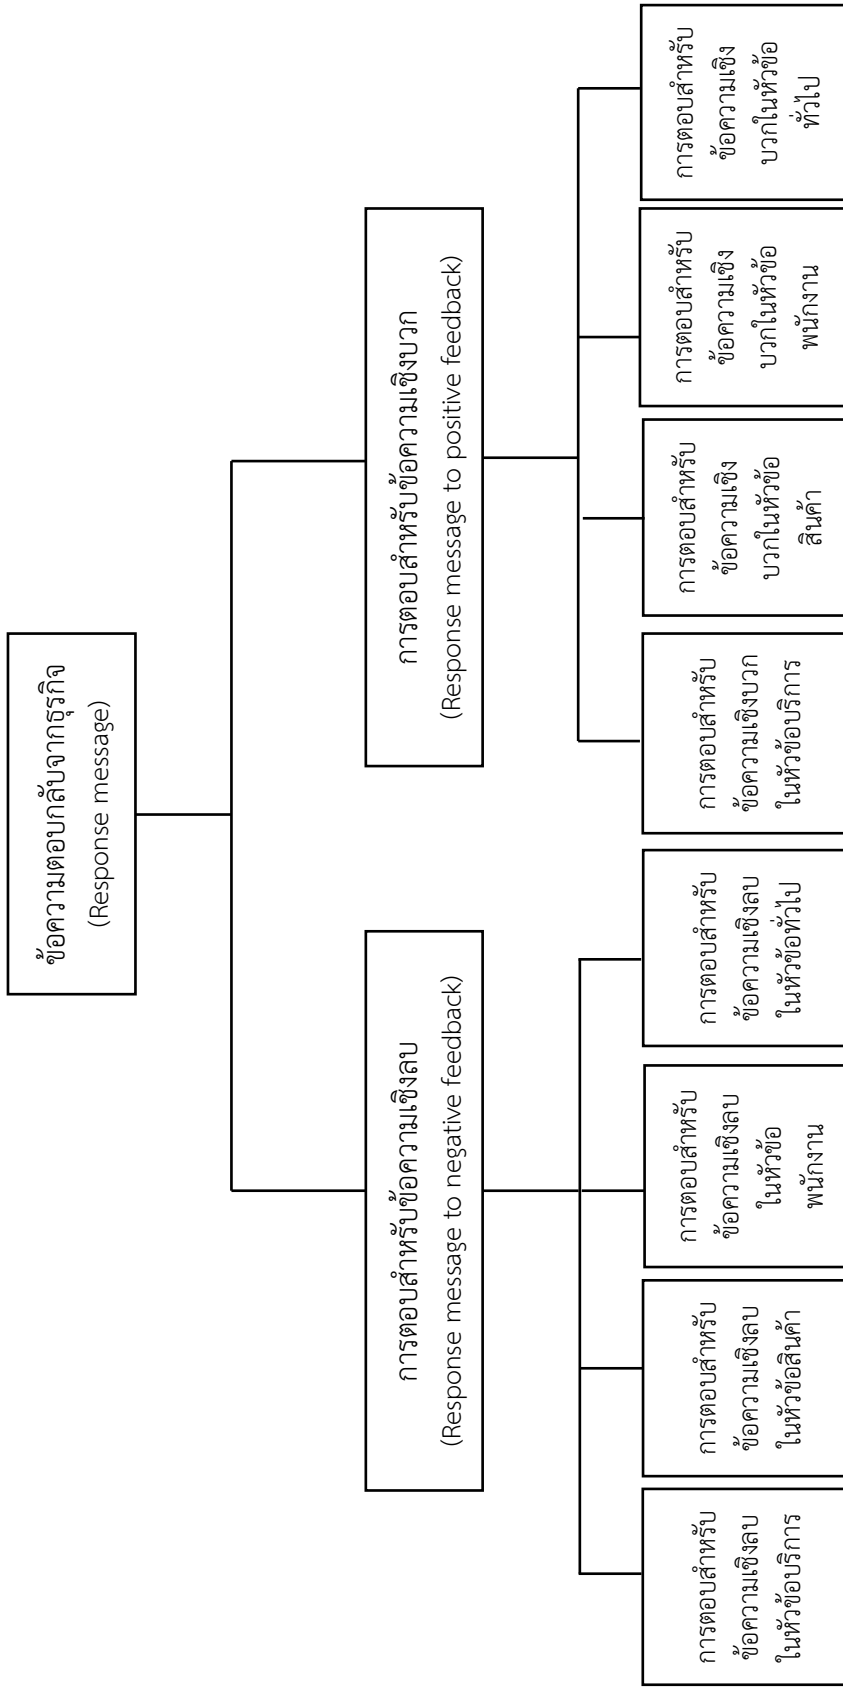 ข้อความตอบกลับจากธุรกิจ
(Response message)
การตอบสำหรับข้อความเชิงลบ
(Response message to negative feedback)
การตอบสำหรับข้อความเชิงบวก
(Response message to positive feedback)
การตอบสำหรับ
ข้อความเชิงลบ
ในหัวข้อบริการ
การตอบสำหรับ
ข้อความเชิงลบ
ในหัวข้อสินค้า
การตอบสำหรับ
ข้อความเชิงลบ
ในหัวข้อ
พนักงาน
การตอบสำหรับ
ข้อความเชิงลบ
ในหัวข้อทั่วไป
การตอบสำหรับ
ข้อความเชิงบวก
ในหัวข้อบริการ
การตอบสำหรับ
ข้อความเชิง
บวกในหัวข้อ
สินค้า
การตอบสำหรับ
ข้อความเชิง
บวกในหัวข้อ
พนักงาน
การตอบสำหรับ
ข้อความเชิง
บวกในหัวข้อ
ทั่วไป